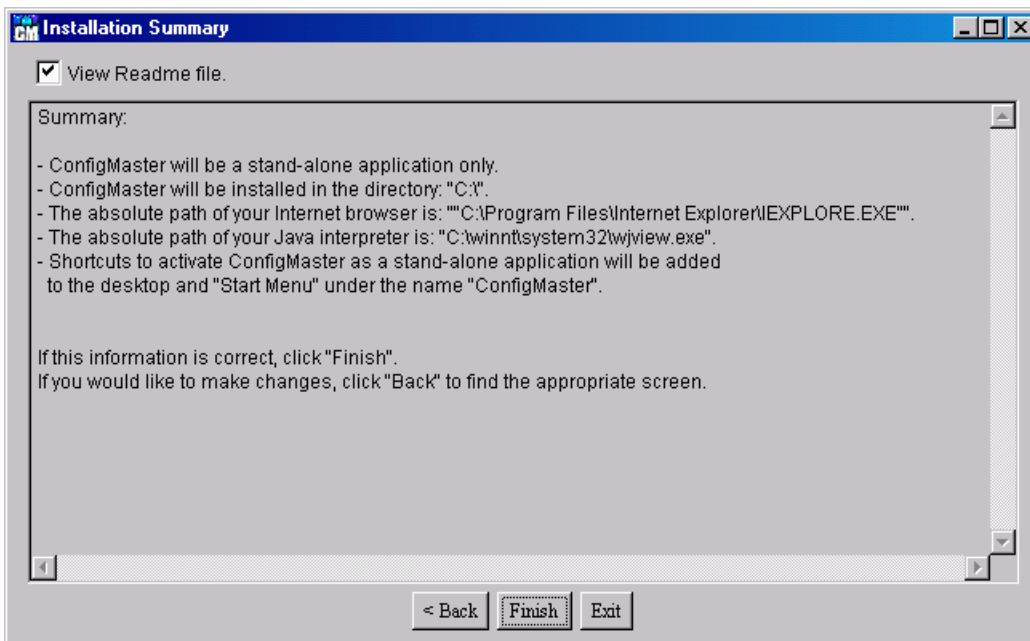 CM Installation Summary
View Readme file.
Summary:
- ConfigMaster will be a stand-alone application only.
- ConfigMaster will be installed in the directory: "C:\".
- The absolute path of your Internet browser is: ""C:\Program Files\Internet Explorer\IEXPLORE.EXE"".
- The absolute path of your Java interpreter is: "C:\winnt\system32\wjview.exe".
- Shortcuts to activate ConfigMaster as a stand-alone application will be added
to the desktop and "Start Menu" under the name "ConfigMaster".
If this information is correct, click "Finish".
If you would like to make changes, click "Back" to find the appropriate screen.
< Back Finish Exit